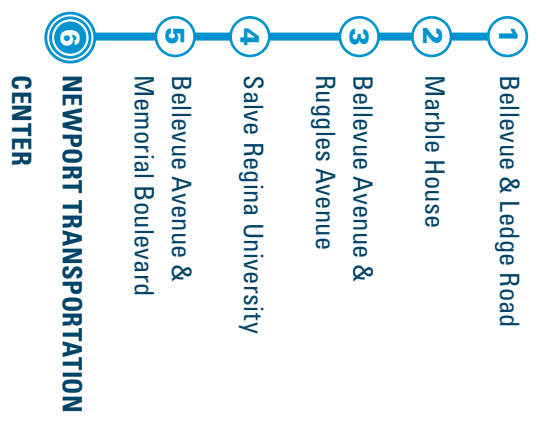 1
Bellevue & Ledge Road
2
Marble House
3
Bellevue Avenue &
Ruggles Avenue
4
Salve Regina University
5
Bellevue Avenue &
Memorial Boulevard
6
NEWPORT TRANSPORTATION
CENTER